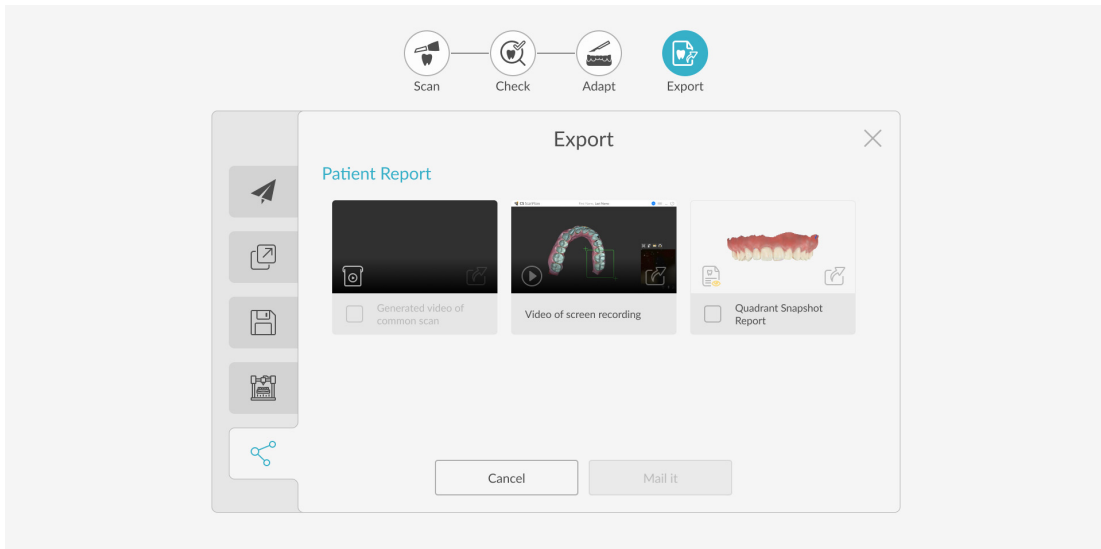 Scan
Check
Adapt
Export
Export
Patient Report
Generated video of
common scan
Video of screen recording
Quadrant Snapshot
Report
Cancel
Mail it